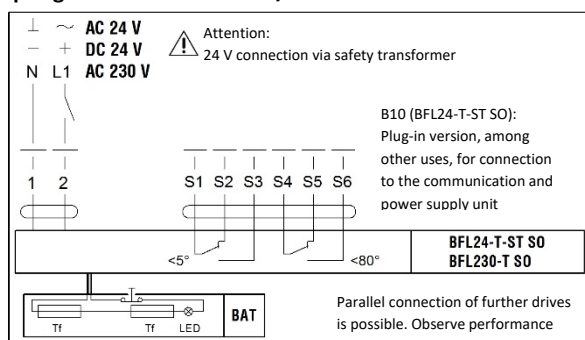 ⊥ ~ AC 24 V
− + DC 24 V
N L1 AC 230 V
Attention:
24 V connection via safety transformer
B10 (BFL24-T-ST SO):
Plug-in version, among
other uses, for connection
to the communication and
power supply unit
1 2 S1 S2 S3 S4 S5 S6
<5° <80°
BFL24-T-ST SO
BFL230-T SO
Tf Tf LED BAT
Parallel connection of further drives
is possible. Observe performance